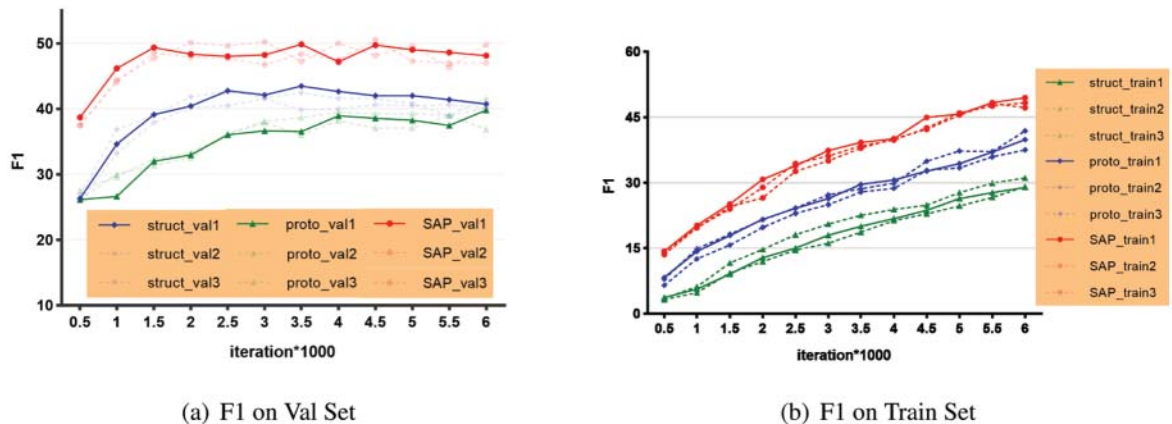 50
40
30
20
10
F1
struct_val1 proto_val1 SAP_val1
struct_val2 proto_val2 SAP_val2
struct_val3 proto_val3 SAP_val3
0.5 1 1.5 2 2.5 3 3.5 4 4.5 5 5.5 6
iteration*1000
(a) F1 on Val Set
60
45
30
15
0
F1
0.5 1 1.5 2 2.5 3 3.5 4 4.5 5 5.5 6
iteration*1000
struct_train1
struct_train2
struct_train3
proto_train1
proto_train2
proto_train3
SAP_train1
SAP_train2
SAP_train3
(b) F1 on Train Set